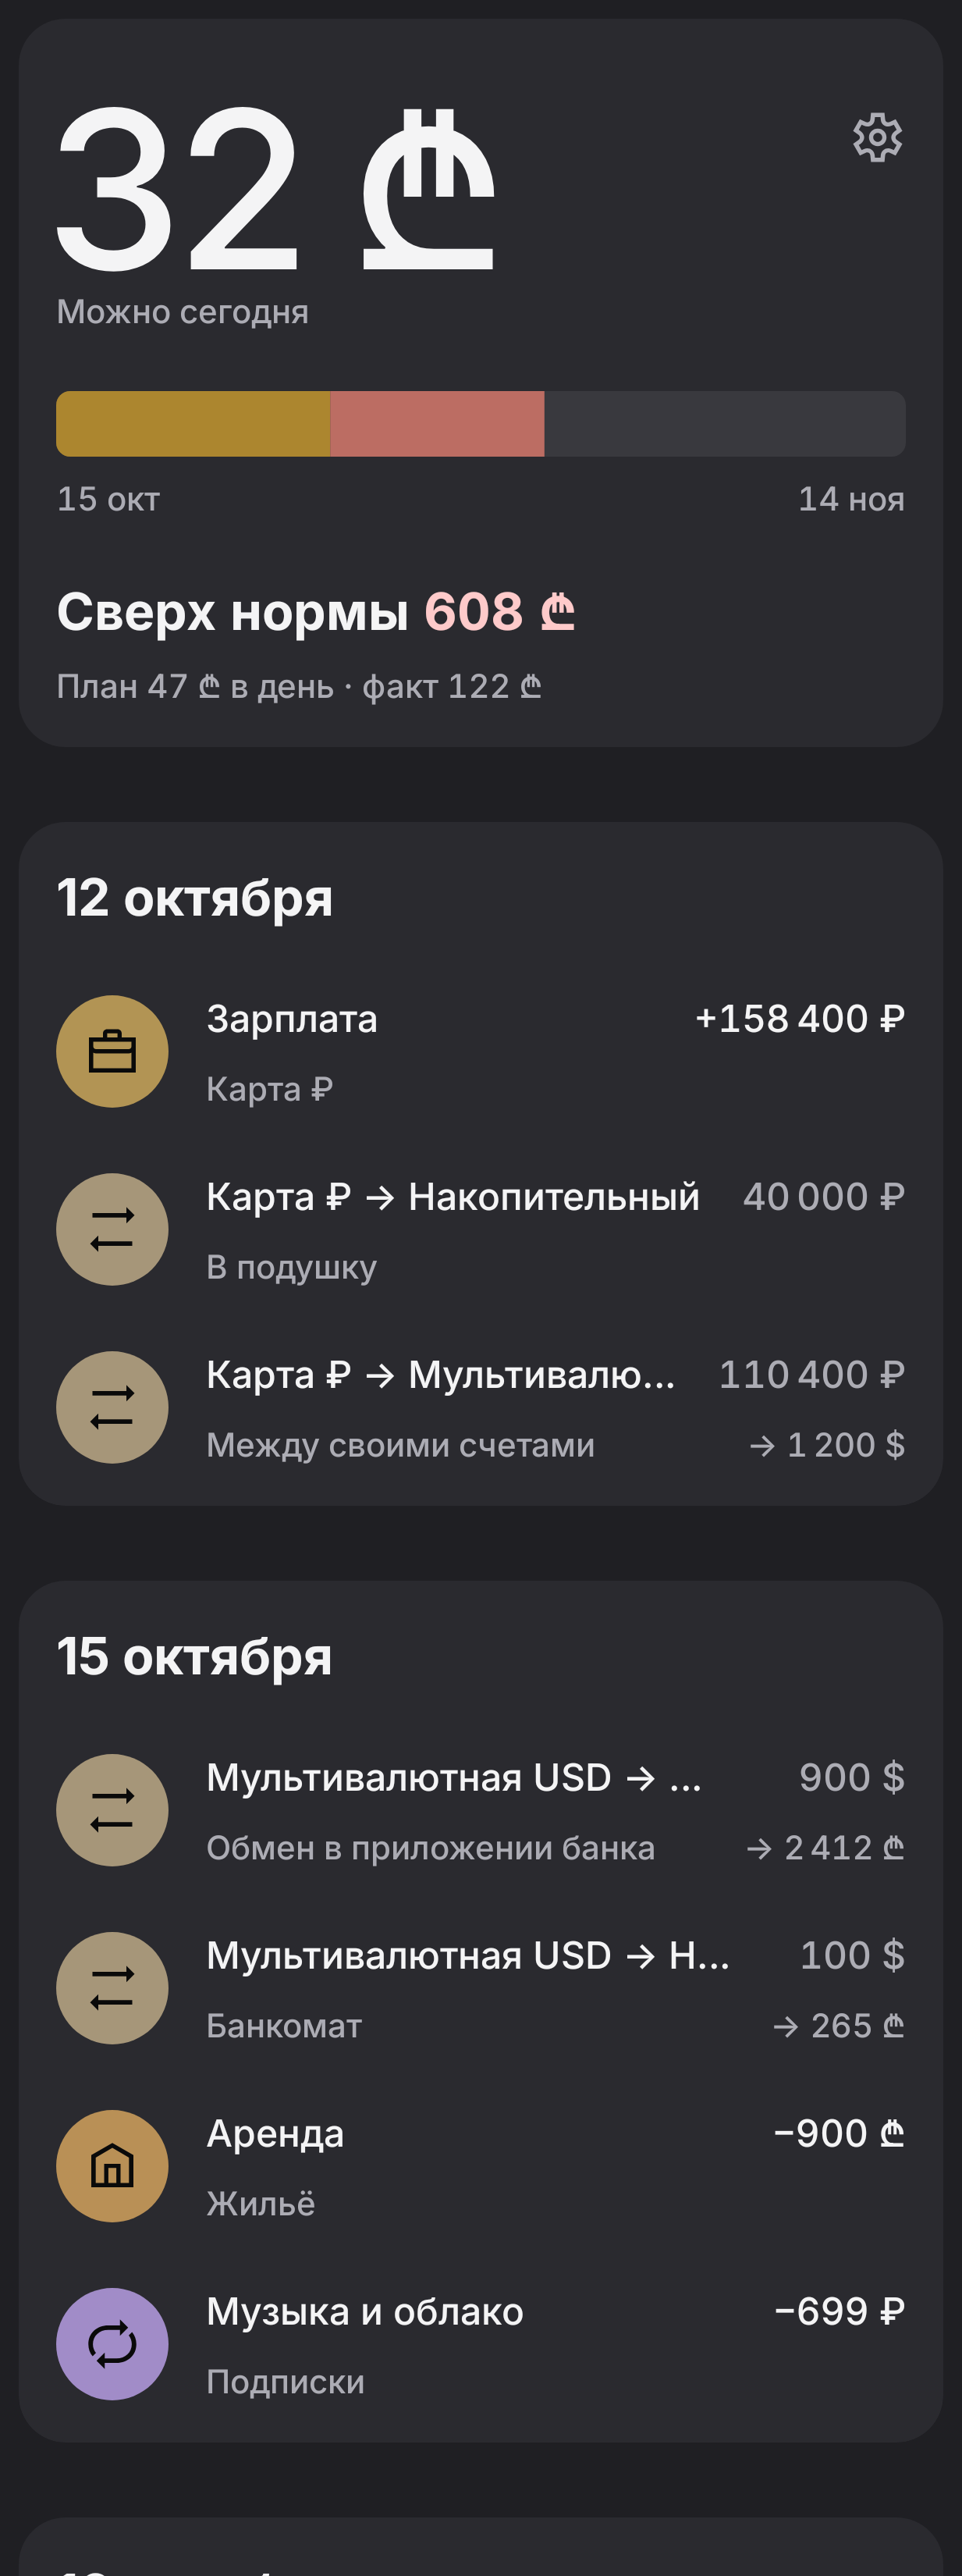 32 ₾
Можно сегодня
15 окт 14 ноя
Сверх нормы 608 ₾
План 47 ₾ в день · факт 122 ₾
12 октября
Зарплата +158 400 ₽
Карта ₽
Карта ₽ → Накопительный 40 000 ₽
В подушку
Карта ₽ → Мультивалю... 110 400 ₽
Между своими счетами → 1 200 $
15 октября
Мультивалютная USD → ... 900 $
Обмен в приложении банка → 2 412 ₾
Мультивалютная USD → Н... 100 $
Банкомат → 265 ₾
Аренда −900 ₾
Жильё
Музыка и облако −699 ₽
Подписки